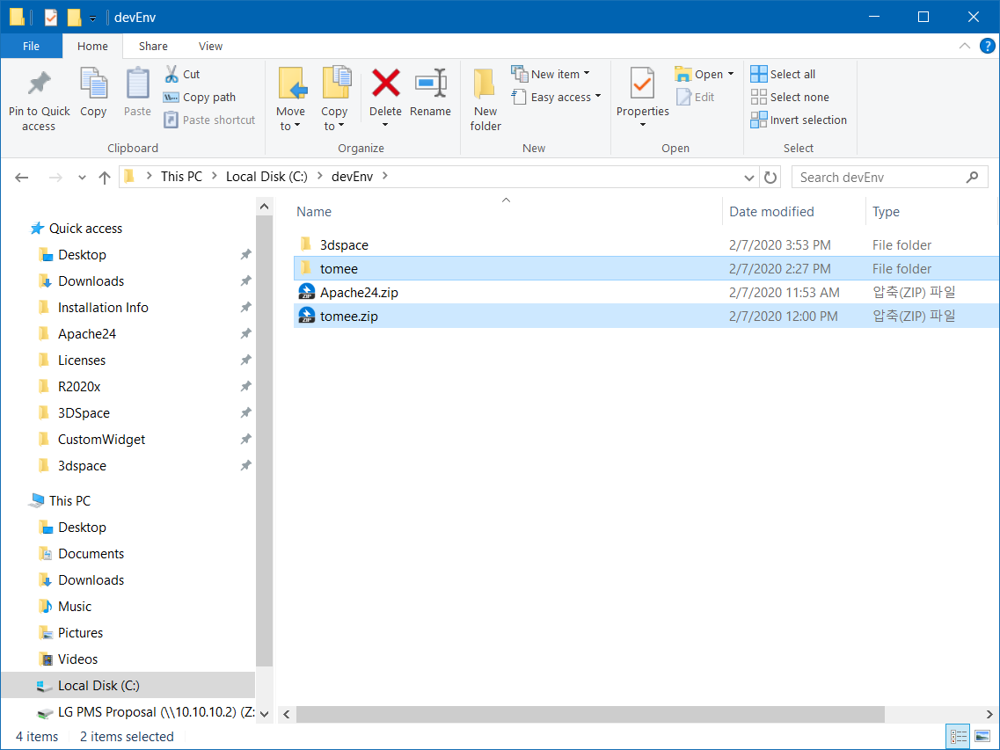 devEnv
File Home Share View
Pin to Quick access
Copy
Paste
Cut
Copy path
Paste shortcut
Clipboard
Move to
Copy to
Delete
Rename
Organize
New folder
New item
Easy access
New
Properties
Open
Edit
Open
Select all
Select none
Invert selection
Select
This PC Local Disk (C:) devEnv
Search devEnv
Name Date modified Type
3dspace 2/7/2020 3:53 PM File folder
tomee 2/7/2020 2:27 PM File folder
Apache24.zip 2/7/2020 11:53 AM 압축(ZIP) 파일
tomee.zip 2/7/2020 12:00 PM 압축(ZIP) 파일
Quick access
Desktop
Downloads
Installation Info
Apache24
Licenses
R2020x
3DSpace
CustomWidget
3dspace
This PC
Desktop
Documents
Downloads
Music
Pictures
Videos
Local Disk (C:)
LG PMS Proposal (\\10.10.10.2) (Z:
4 items 2 items selected